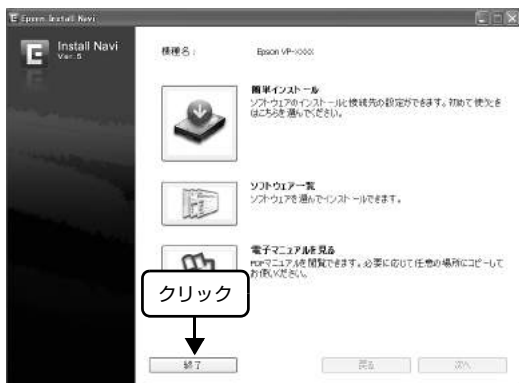 Epson Install Navi
Install Navi
Ver. 5
機種名：
Epson VP-xxxx
簡単インストール
ソフトウェアのインストールと接続先の設定ができます。初めて使うときはこちらを選んでください。
ソフトウェア一覧
ソフトウェアを選んでインストールできます。
電子マニュアルを見る
PDFマニュアルを閲覧できます。必要に応じて任意の場所にコピーしてお使いください。
クリック
終了
戻る
次へ